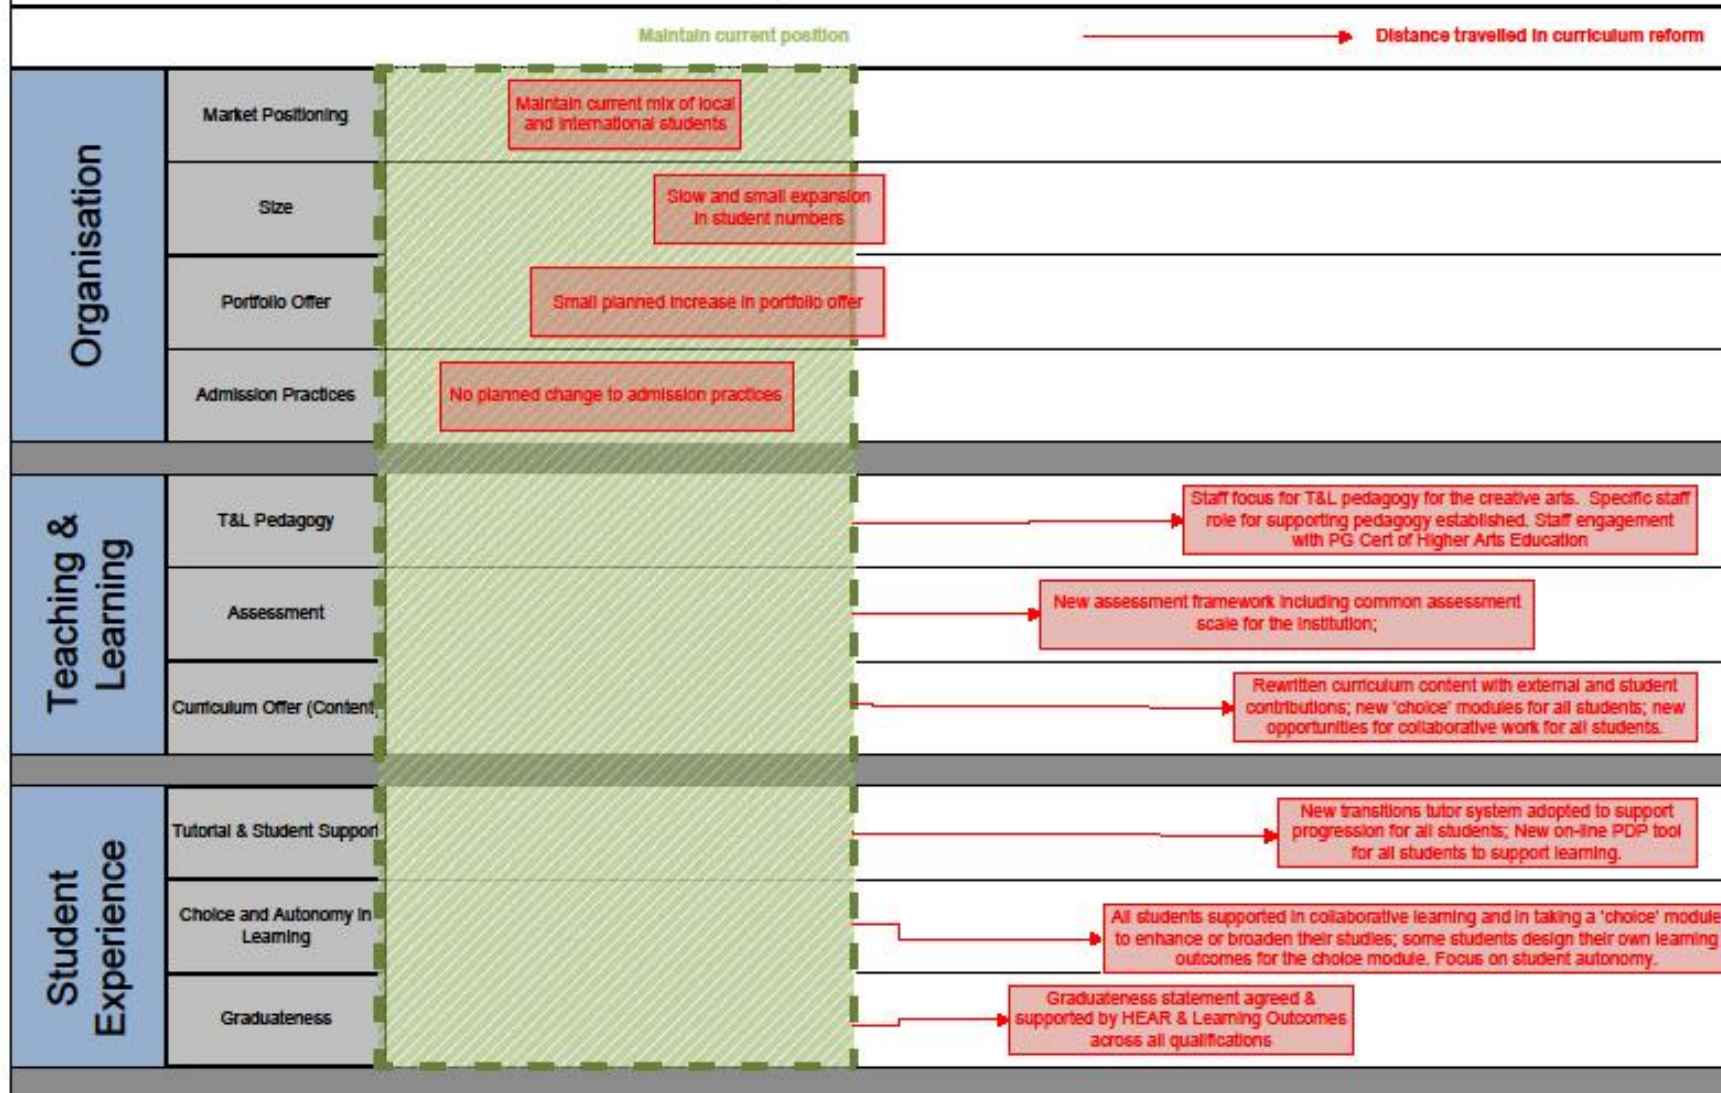 Maintain current position
Distance travelled in curriculum reform
Organisation
Market Positioning
Maintain current mix of local
and international students
Size
Slow and small expansion
in student numbers
Portfolio Offer
Small planned increase in portfolio offer
Admission Practices
No planned change to admission practices
Teaching &
Learning
T&L Pedagogy
Staff focus for T&L pedagogy for the creative arts. Specific staff
role for supporting pedagogy established. Staff engagement
with PG Cert of Higher Arts Education
Assessment
New assessment framework including common assessment
scale for the institution;
Curriculum Offer (Content
Rewritten curriculum content with external and student
contributions; new 'choice' modules for all students; new
opportunities for collaborative work for all students.
Student
Experience
Tutorial & Student Support
New transitions tutor system adopted to support
progression for all students; New on-line PDP tool
for all students to support learning.
Choice and Autonomy in
Learning
All students supported in collaborative learning and in taking a 'choice' module
to enhance or broaden their studies; some students design their own learning
outcomes for the choice module. Focus on student autonomy.
Graduateness
Graduateness statement agreed &
supported by HEAR & Learning Outcomes
across all qualifications